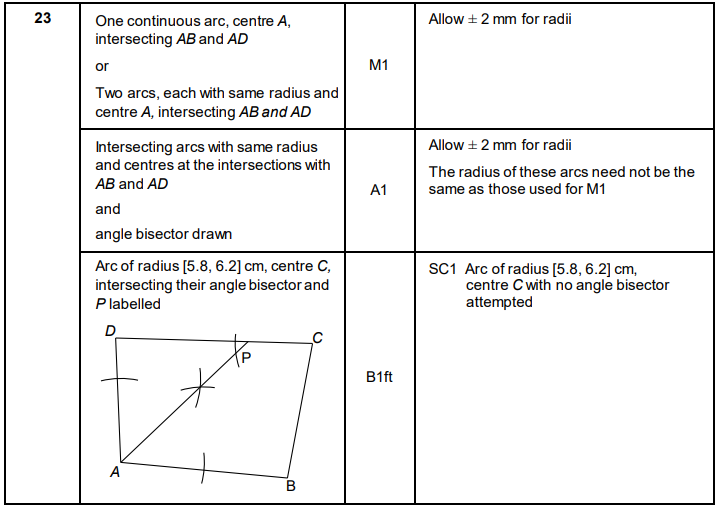 23
One continuous arc, centre A,
intersecting AB and AD
or
Two arcs, each with same radius and
centre A, intersecting AB and AD
M1
Allow ± 2 mm for radii
Intersecting arcs with same radius
and centres at the intersections with
AB and AD
and
angle bisector drawn
A1
Allow ± 2 mm for radii
The radius of these arcs need not be the
same as those used for M1
Arc of radius [5.8, 6.2] cm, centre C,
intersecting their angle bisector and
P labelled
D
C
P
A
B
B1ft
SC1 Arc of radius [5.8, 6.2] cm,
centre C with no angle bisector
attempted